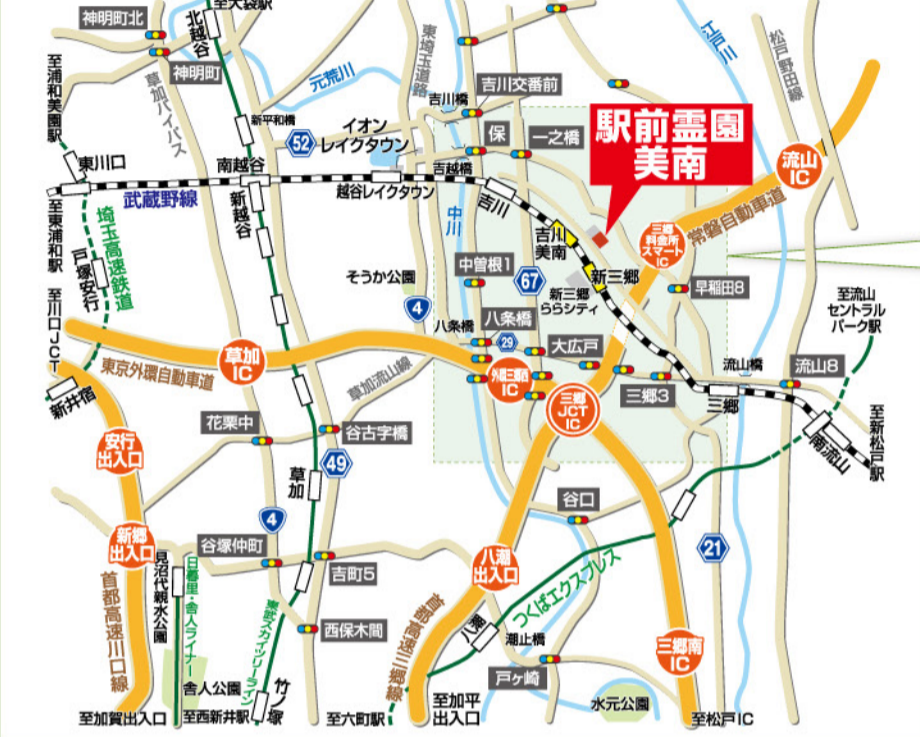 至大袋駅
神明町北
北越谷
神明町
草加バイパス
元荒川
東埼玉道路
江戸川
松戸野田線
至浦和美園駅
新平和橋
52
イオン
レイクタウン
吉川橋
吉川交番前
保
一之橋
駅前霊園
美南
流山
IC
東川口
南越谷
新越谷
武蔵野線
越谷レイクタウン
吉越橋
吉川
吉川
美南
三郷
料金所
スマート
IC
常磐自動車道
至東浦和駅
埼玉高速鉄道
戸塚安行
中川
そうか公園
4
中曽根1
67
新三郷
新三郷
ららシティ
早稲田8
至川口JCT
八条橋
八条橋
29
大広戸
至流山
セントラル
パーク駅
草加
IC
東京外環自動車道
新井宿
草加流山線
外環三郷西
IC
三郷
JCT
IC
三郷3
流山橋
流山8
三郷
南流山
至新松戸駅
安行
出入口
花栗中
谷古宇橋
49
草加
新郷
出入口
4
谷塚仲町
吉町5
谷口
21
八潮
出入口
つくばエクスプレス
首都高速川口線
見沼代親水公園
日暮里・舎人ライナー
東武スカイツリーライン
西保木間
首都高速三郷線
八潮
潮止橋
三郷南
IC
戸ヶ崎
舎人公園
竹ノ塚
水元公園
至加賀出入口
至西新井駅
至六町駅
至加平
出入口
至松戸IC